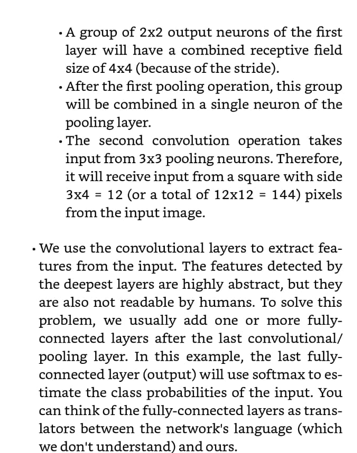 • A group of 2x2 output neurons of the first
layer will have a combined receptive field
size of 4x4 (because of the stride).
• After the first pooling operation, this group
will be combined in a single neuron of the
pooling layer.
• The second convolution operation takes
input from 3x3 pooling neurons. Therefore,
it will receive input from a square with side
3x4 = 12 (or a total of 12x12 = 144) pixels
from the input image.
• We use the convolutional layers to extract fea-
tures from the input. The features detected by
the deepest layers are highly abstract, but they
are also not readable by humans. To solve this
problem, we usually add one or more fully-
connected layers after the last convolutional/
pooling layer. In this example, the last fully-
connected layer (output) will use softmax to es-
timate the class probabilities of the input. You
can think of the fully-connected layers as trans-
lators between the network's language (which
we don't understand) and ours.